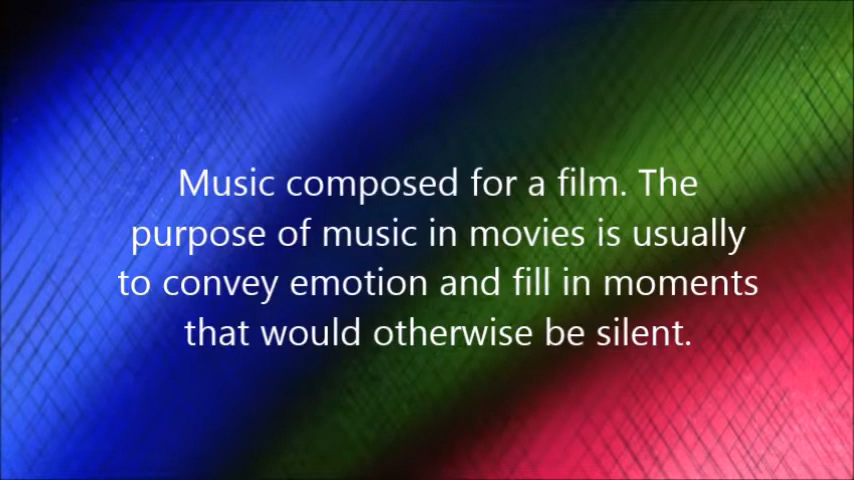 Music composed for a film. The
purpose of music in movies is usually
to convey emotion and fill in moments
that would otherwise be silent.